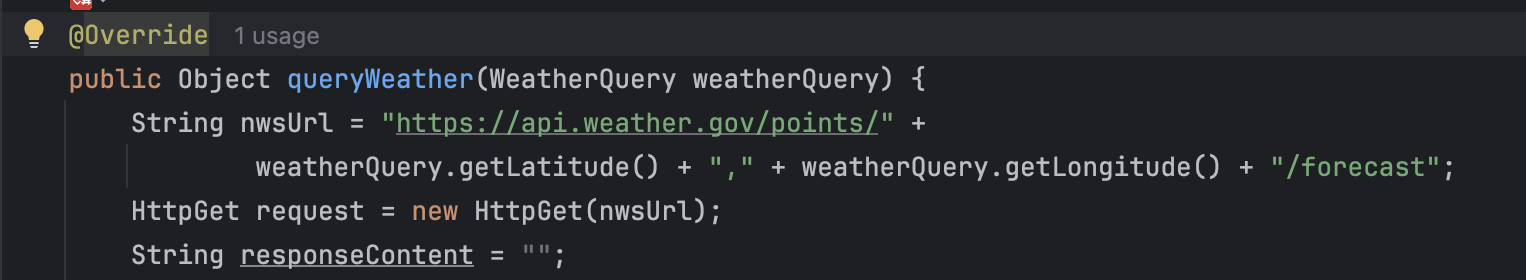 @Override 1 usage
public Object queryWeather(WeatherQuery weatherQuery) {
String nwsUrl = "https://api.weather.gov/points/" +
weatherQuery.getLatitude() + "," + weatherQuery.getLongitude() + "/forecast";
HttpGet request = new HttpGet(nwsUrl);
String responseContent = "";